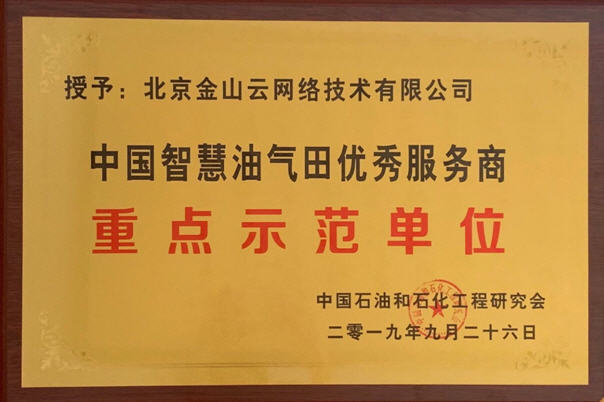 授予：北京金山云网络技术有限公司
中国智慧油气田优秀服务商
重点示范单位
中国石油和石化工程研究会
二零一九年九月二十六日